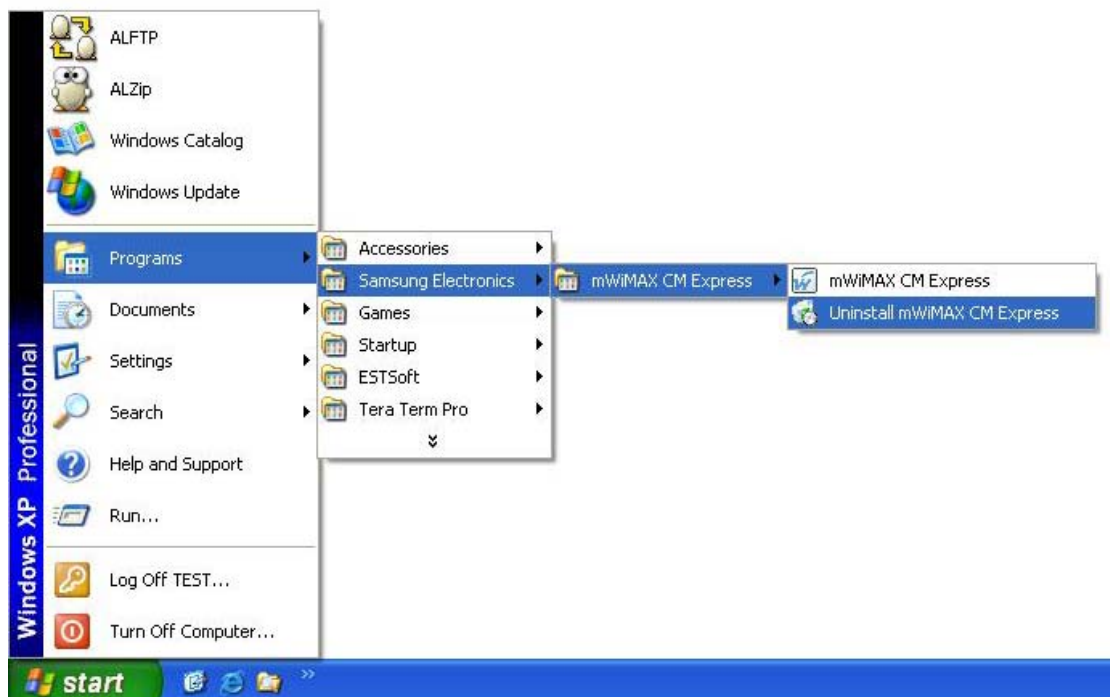 ALFTP
ALZip
Windows Catalog
Windows Update
Programs
Documents
Settings
Search
Help and Support
Run...
Log Off TEST...
Turn Off Computer...
Windows XP Professional
Accessories
Samsung Electronics
Games
Startup
ESTSoft
Tera Term Pro
mWiMAX CM Express
mWiMAX CM Express
Uninstall mWiMAX CM Express
start